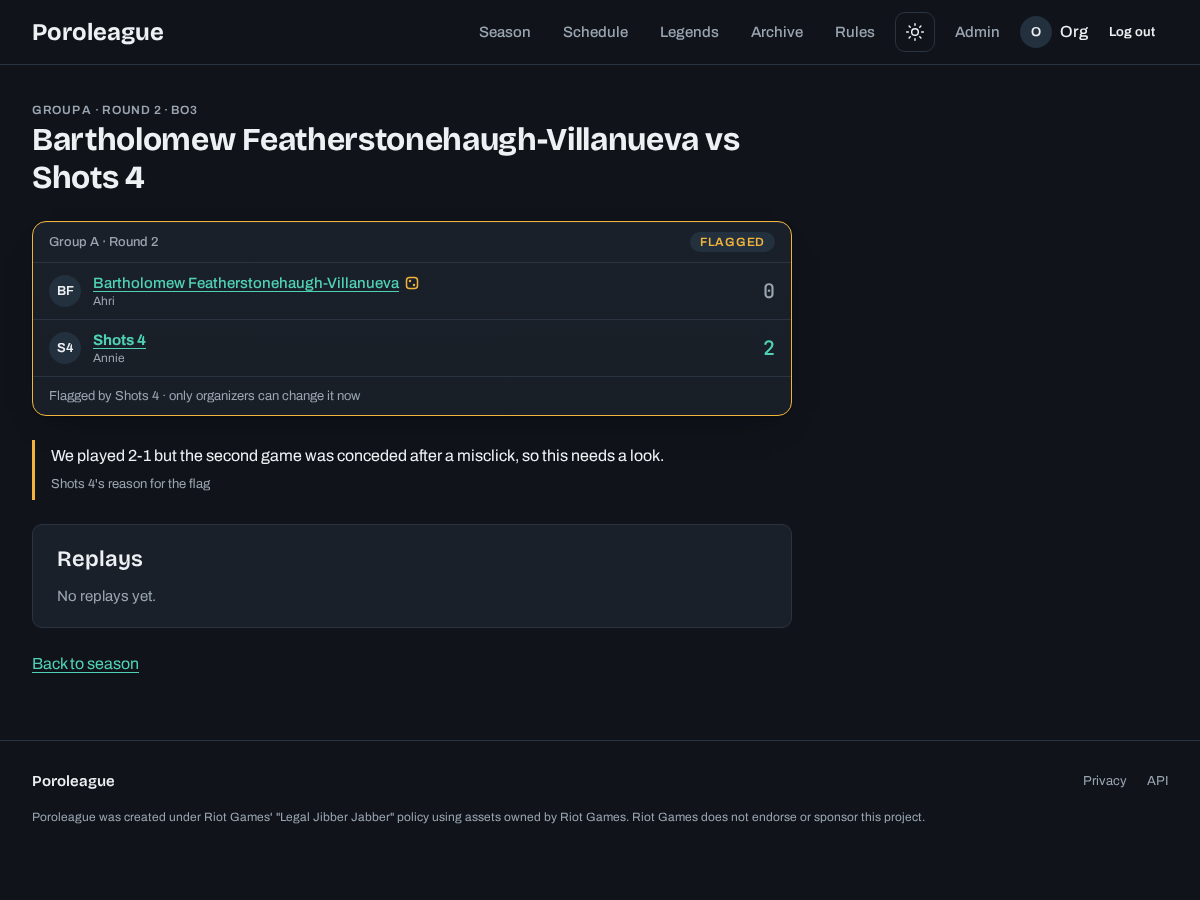 Poroleague
Season Schedule Legends Archive Rules Admin O Org Log out
GROUP A · ROUND 2 · BO3
Bartholomew Featherstonehaugh-Villanueva vs
Shots 4
Group A · Round 2 FLAGGED
BF Bartholomew Featherstonehaugh-Villanueva 0
Ahri
S4 Shots 4 2
Annie
Flagged by Shots 4 · only organizers can change it now
We played 2-1 but the second game was conceded after a misclick, so this needs a look.
Shots 4's reason for the flag
Replays
No replays yet.
Back to season
Poroleague Privacy API
Poroleague was created under Riot Games' "Legal Jibber Jabber" policy using assets owned by Riot Games. Riot Games does not endorse or sponsor this project.